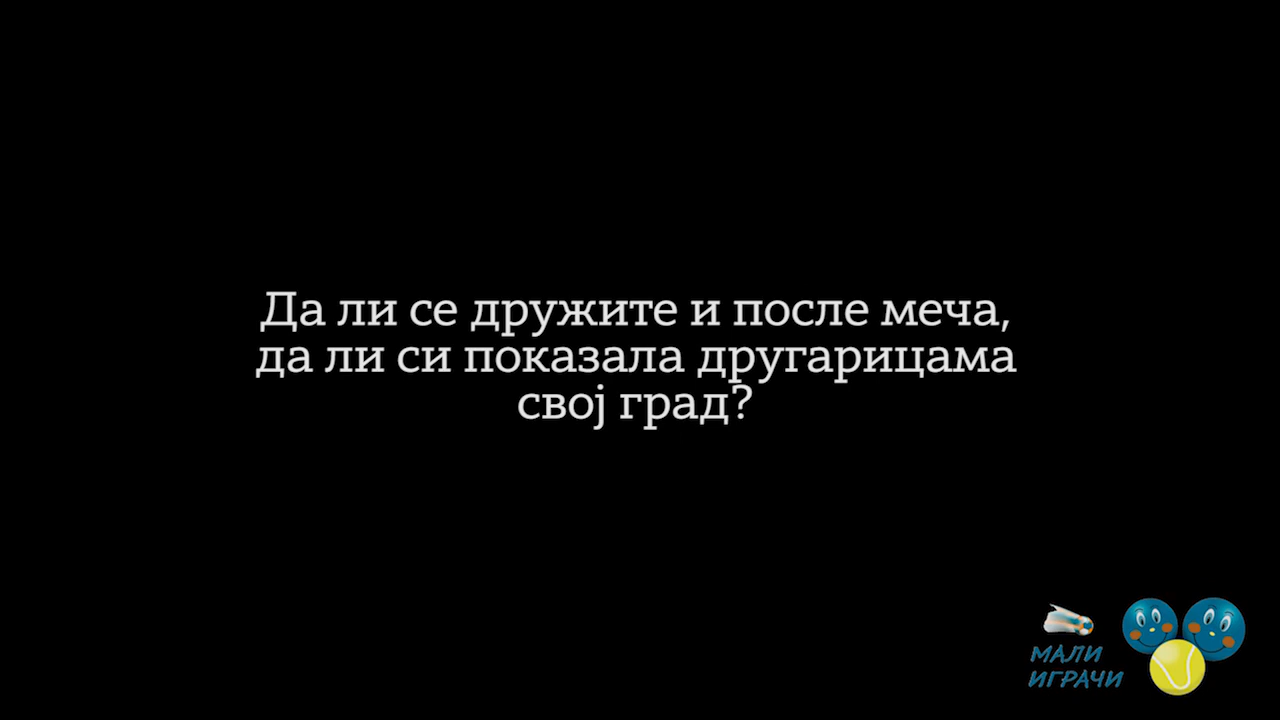 Да ли се дружите и после меча,
да ли си показала другарицама
свој град?
МАЛИ
ИГРАЧИ